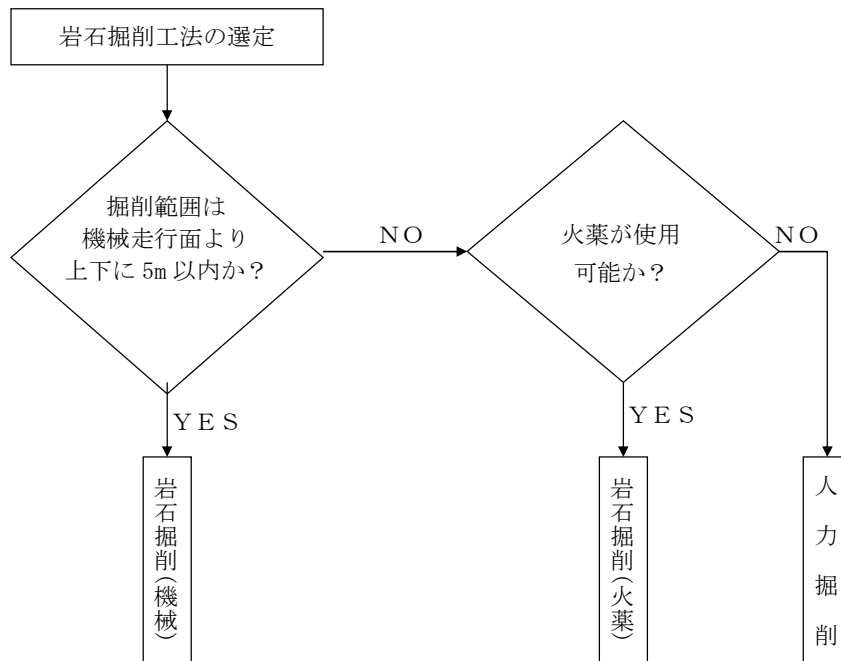 岩石掘削工法の選定
掘削範囲は
機械走行面より
上下に 5m 以内か？
NO
火薬が使用
可能か？
NO
YES
YES
岩石掘削(機械)
岩石掘削(火薬)
人力掘削